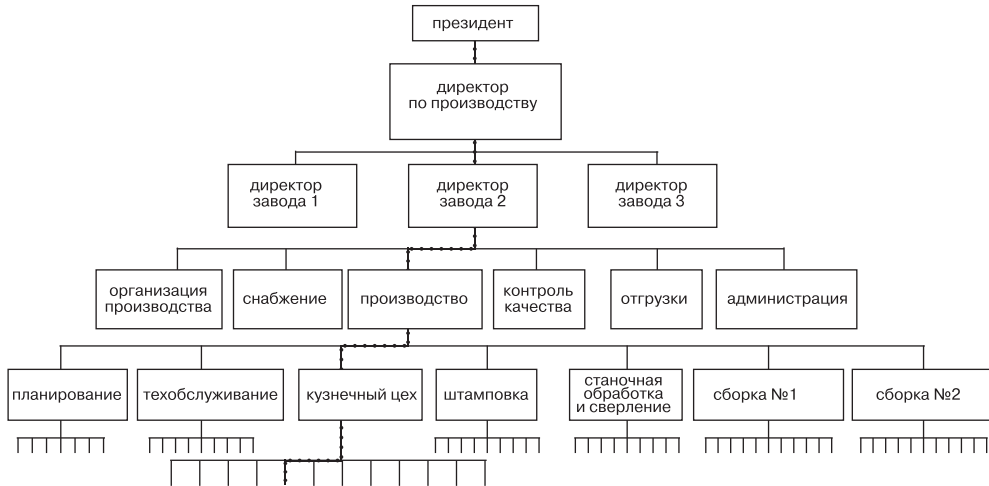 президент
директор
по производству
директор
завода 1
директор
завода 2
директор
завода 3
организация
производства
снабжение
производство
контроль
качества
отгрузки
администрация
планирование
техобслуживание
кузнечный цех
штамповка
станочная
обработка
и сверление
сборка №1
сборка №2